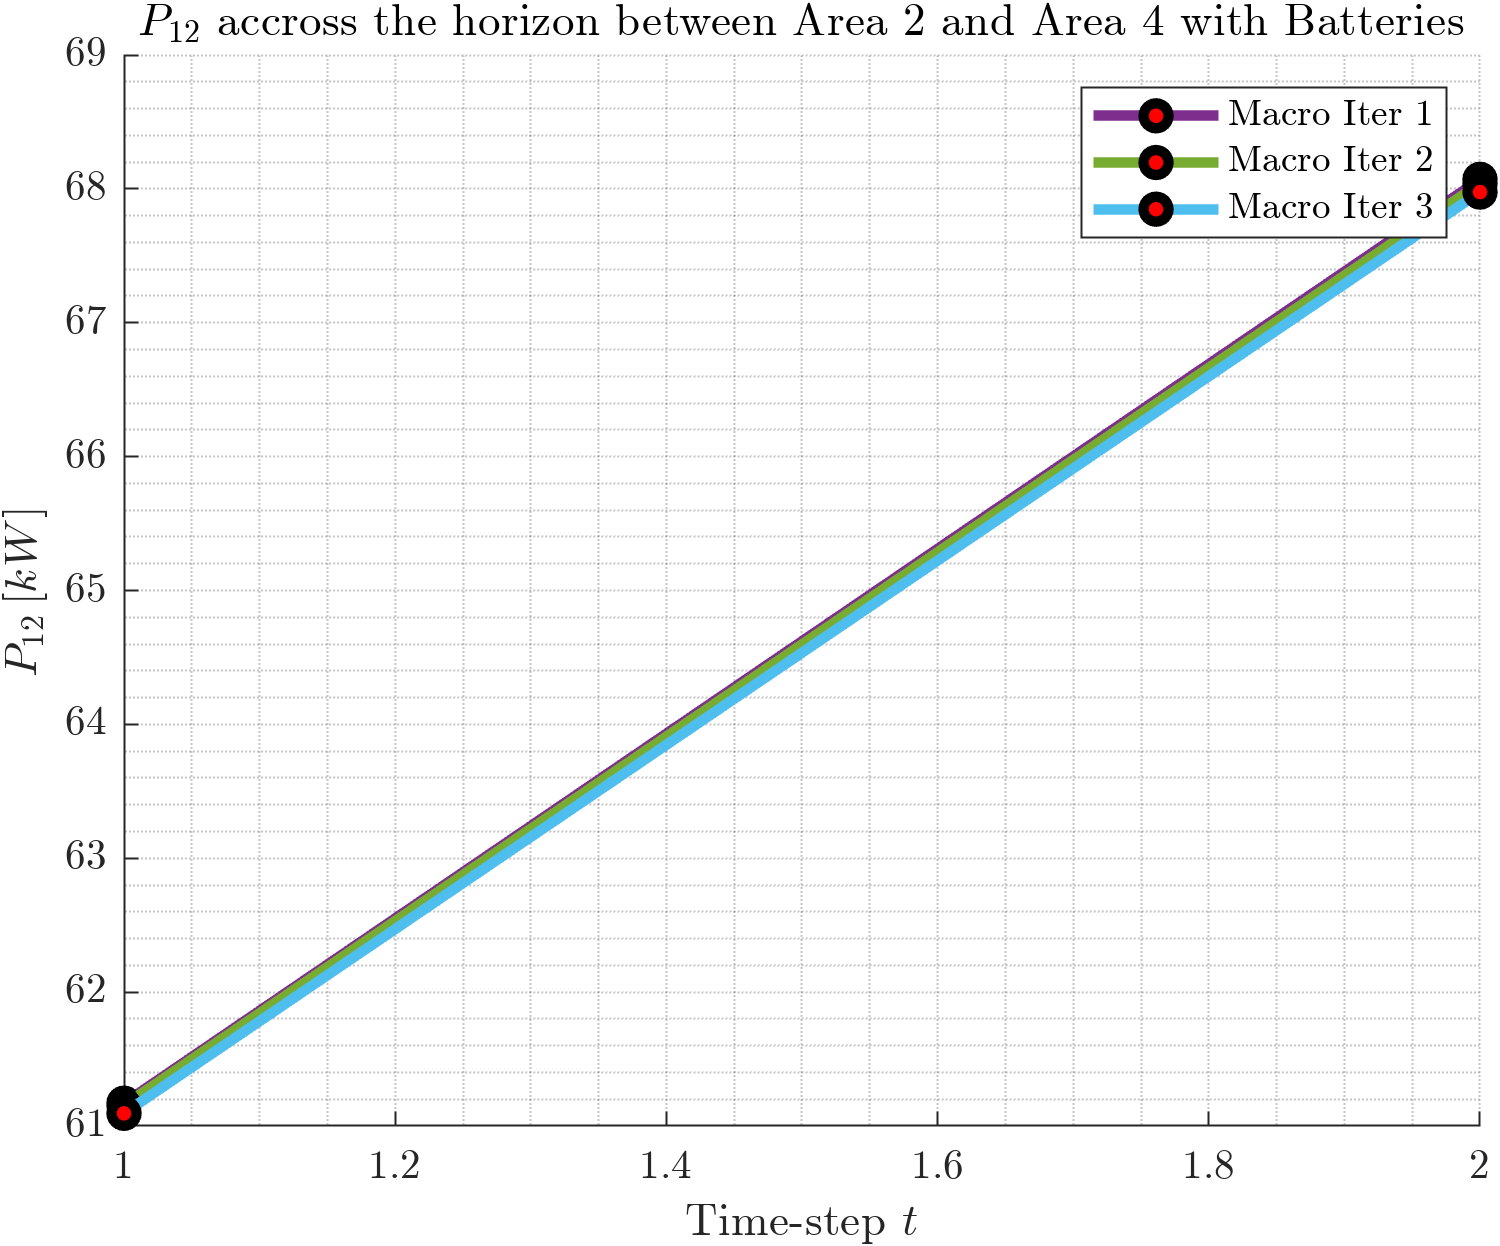 P12 accross the horizon between Area 2 and Area 4 with Batteries
69
68
67
66
65
64
63
62
61
P12 [kW]
Macro Iter 1
Macro Iter 2
Macro Iter 3
1 1.2 1.4 1.6 1.8 2
Time-step t